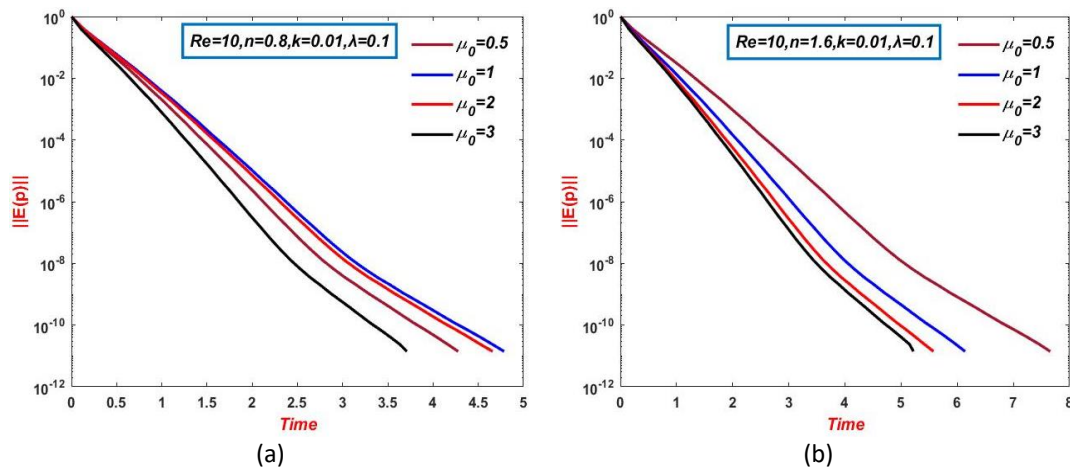 Re=10,n=0.8,k=0.01,λ=0.1
μ0=0.5
μ0=1
μ0=2
μ0=3
||E(p)||
10^0
10^-2
10^-4
10^-6
10^-8
10^-10
10^-12
0 0.5 1 1.5 2 2.5 3 3.5 4 4.5 5
Time
(a)
Re=10,n=1.6,k=0.01,λ=0.1
μ0=0.5
μ0=1
μ0=2
μ0=3
||E(p)||
10^0
10^-2
10^-4
10^-6
10^-8
10^-10
10^-12
0 1 2 3 4 5 6 7 8
Time
(b)